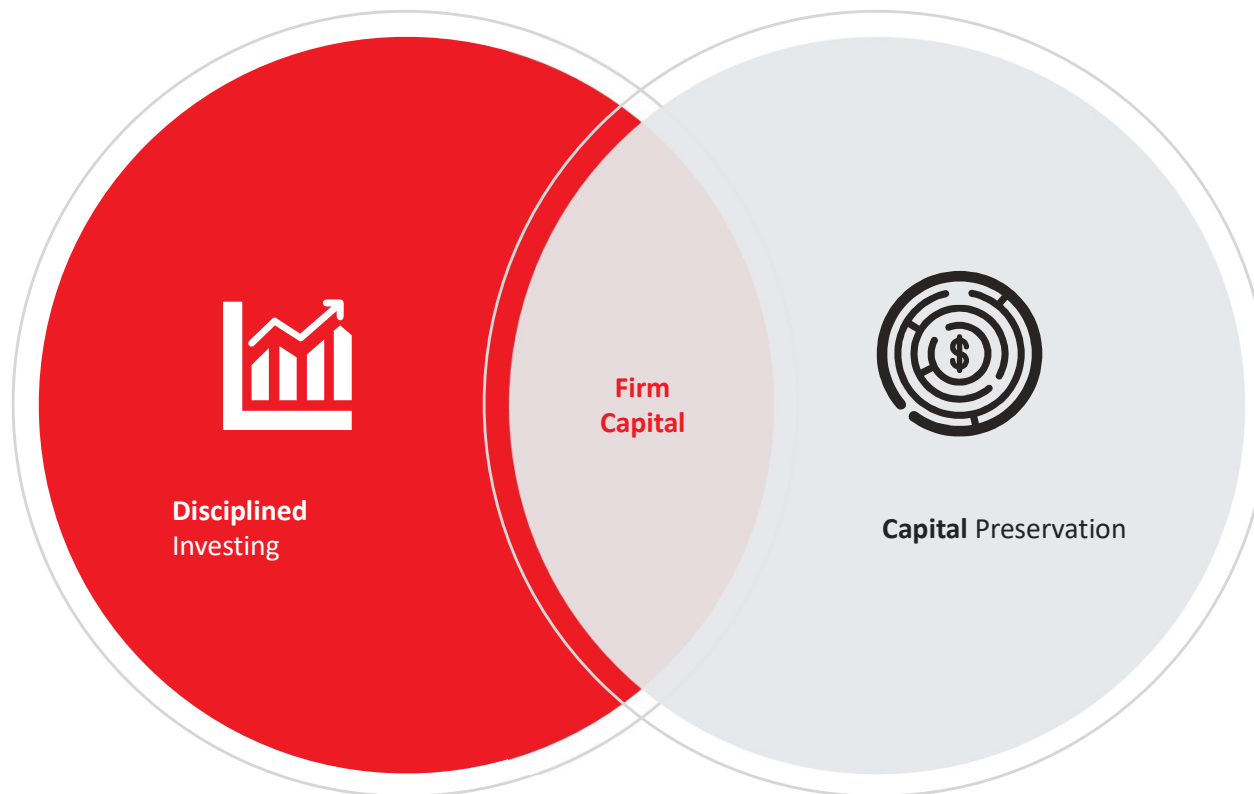 Disciplined
Investing
Firm
Capital
$
Capital Preservation